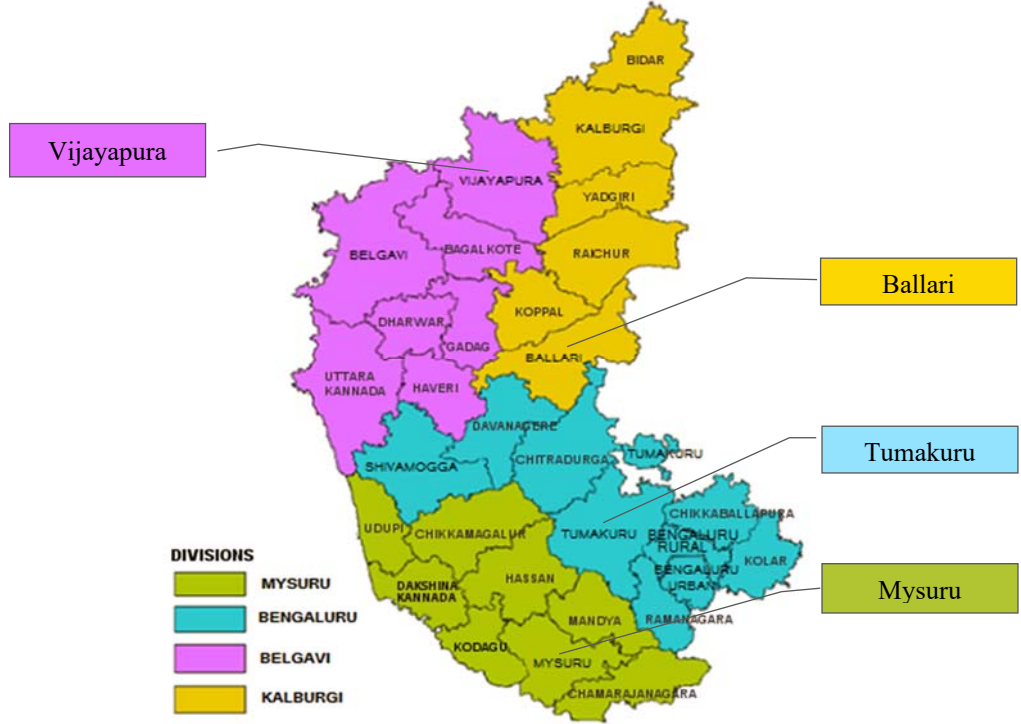 BIDAR
KALBURGI
Vijayapura
VIJAYAPURA
YADGIRI
BAGALKOTE
BELGAVI
RAICHUR
Ballari
KOPPAL
DHARWAR
GADAG
BALLARI
UTTARA
KANNADA
HAVERI
DAVANAGERE
CHITRADURGA
TUMAKURU
Tumakuru
SHIVAMOGGA
CHIKKABALLAPURA
UDUPI
CHIKKAMAGALUR
TUMAKURU
BENGALURU
RURAL
KOLAR
BENGALURU
URBAN
DIVISIONS
MYSURU
BENGALURU
BELGAVI
KALBURGI
DAKSHINA
KANNADA
HASSAN
Mysuru
MANDYA
RAMANAGARA
KODAGU
MYSURU
CHAMARAJANAGARA